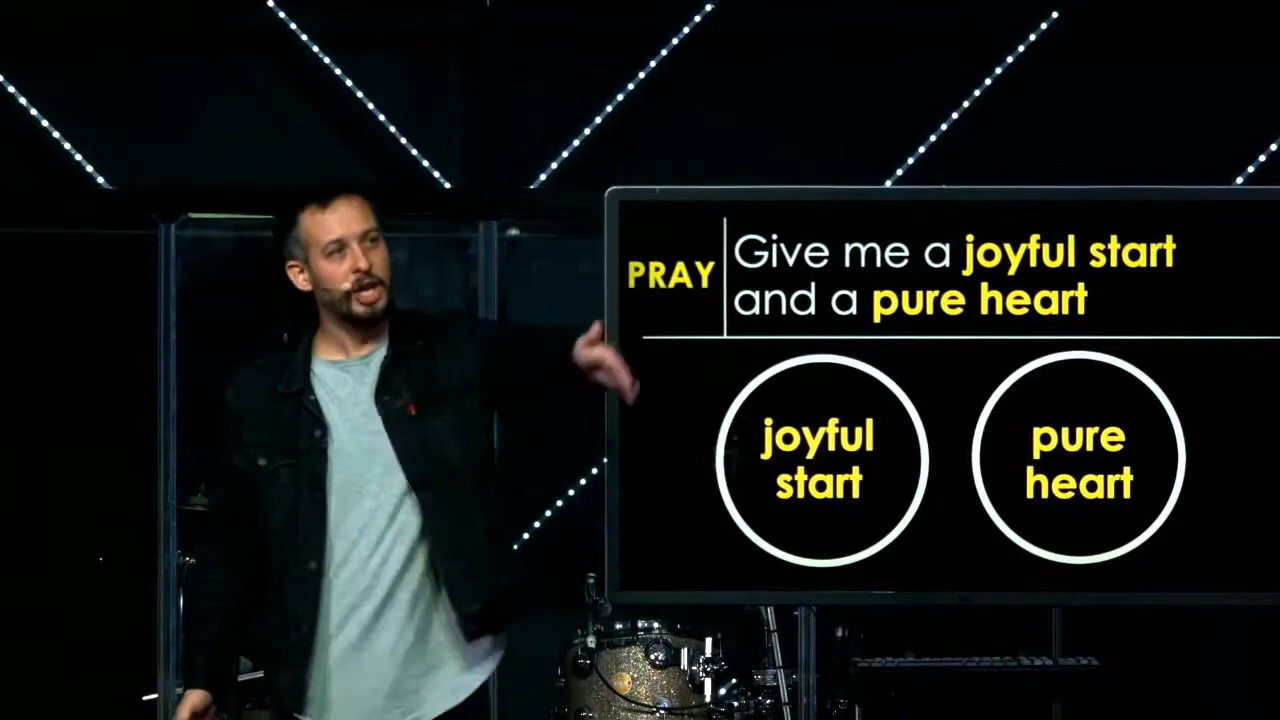 PRAY
Give me a joyful start
and a pure heart
joyful
start
pure
heart